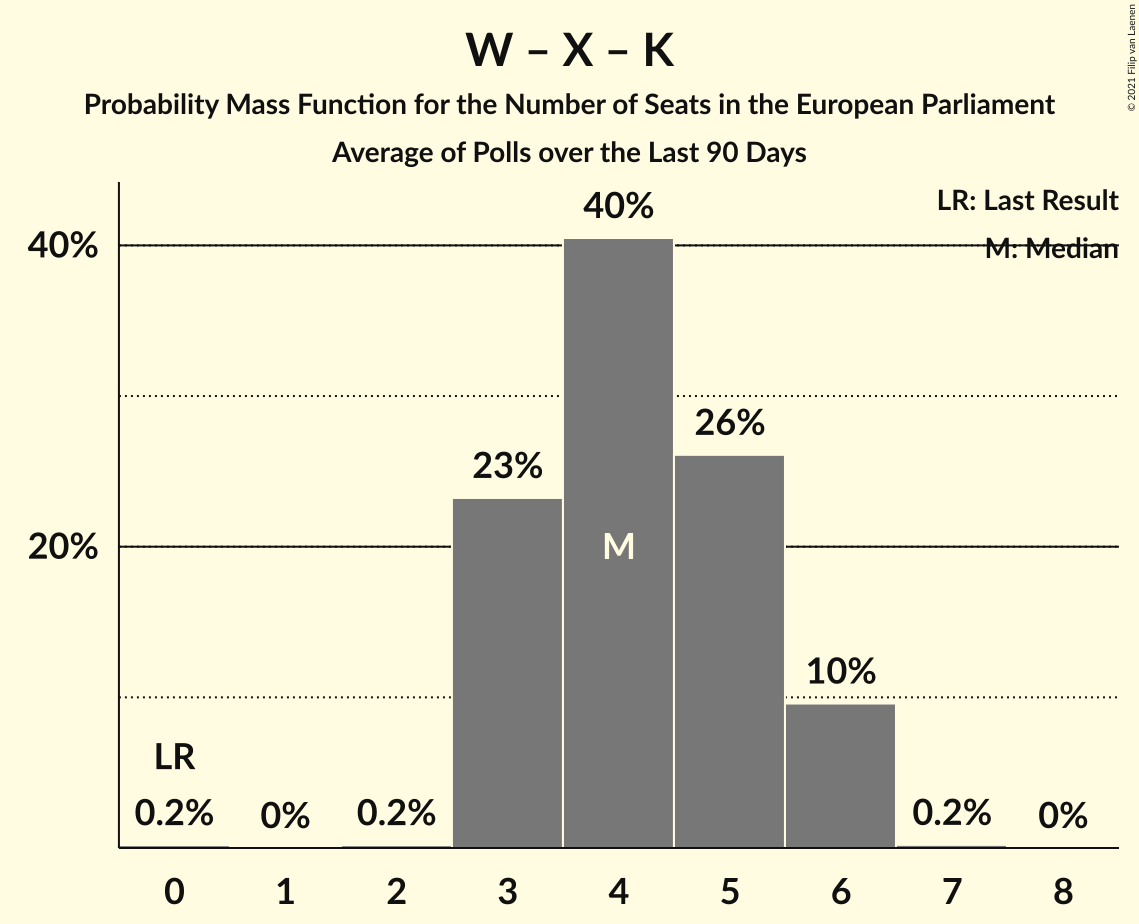 W – X – K
Probability Mass Function for the Number of Seats in the European Parliament
Average of Polls over the Last 90 Days
© 2021 Filip van Laenen
LR: Last Result
M: Median
40%
20%
40%
26%
23%
M
10%
LR
0.2%
0%
0.2%
0.2%
0%
0 1 2 3 4 5 6 7 8